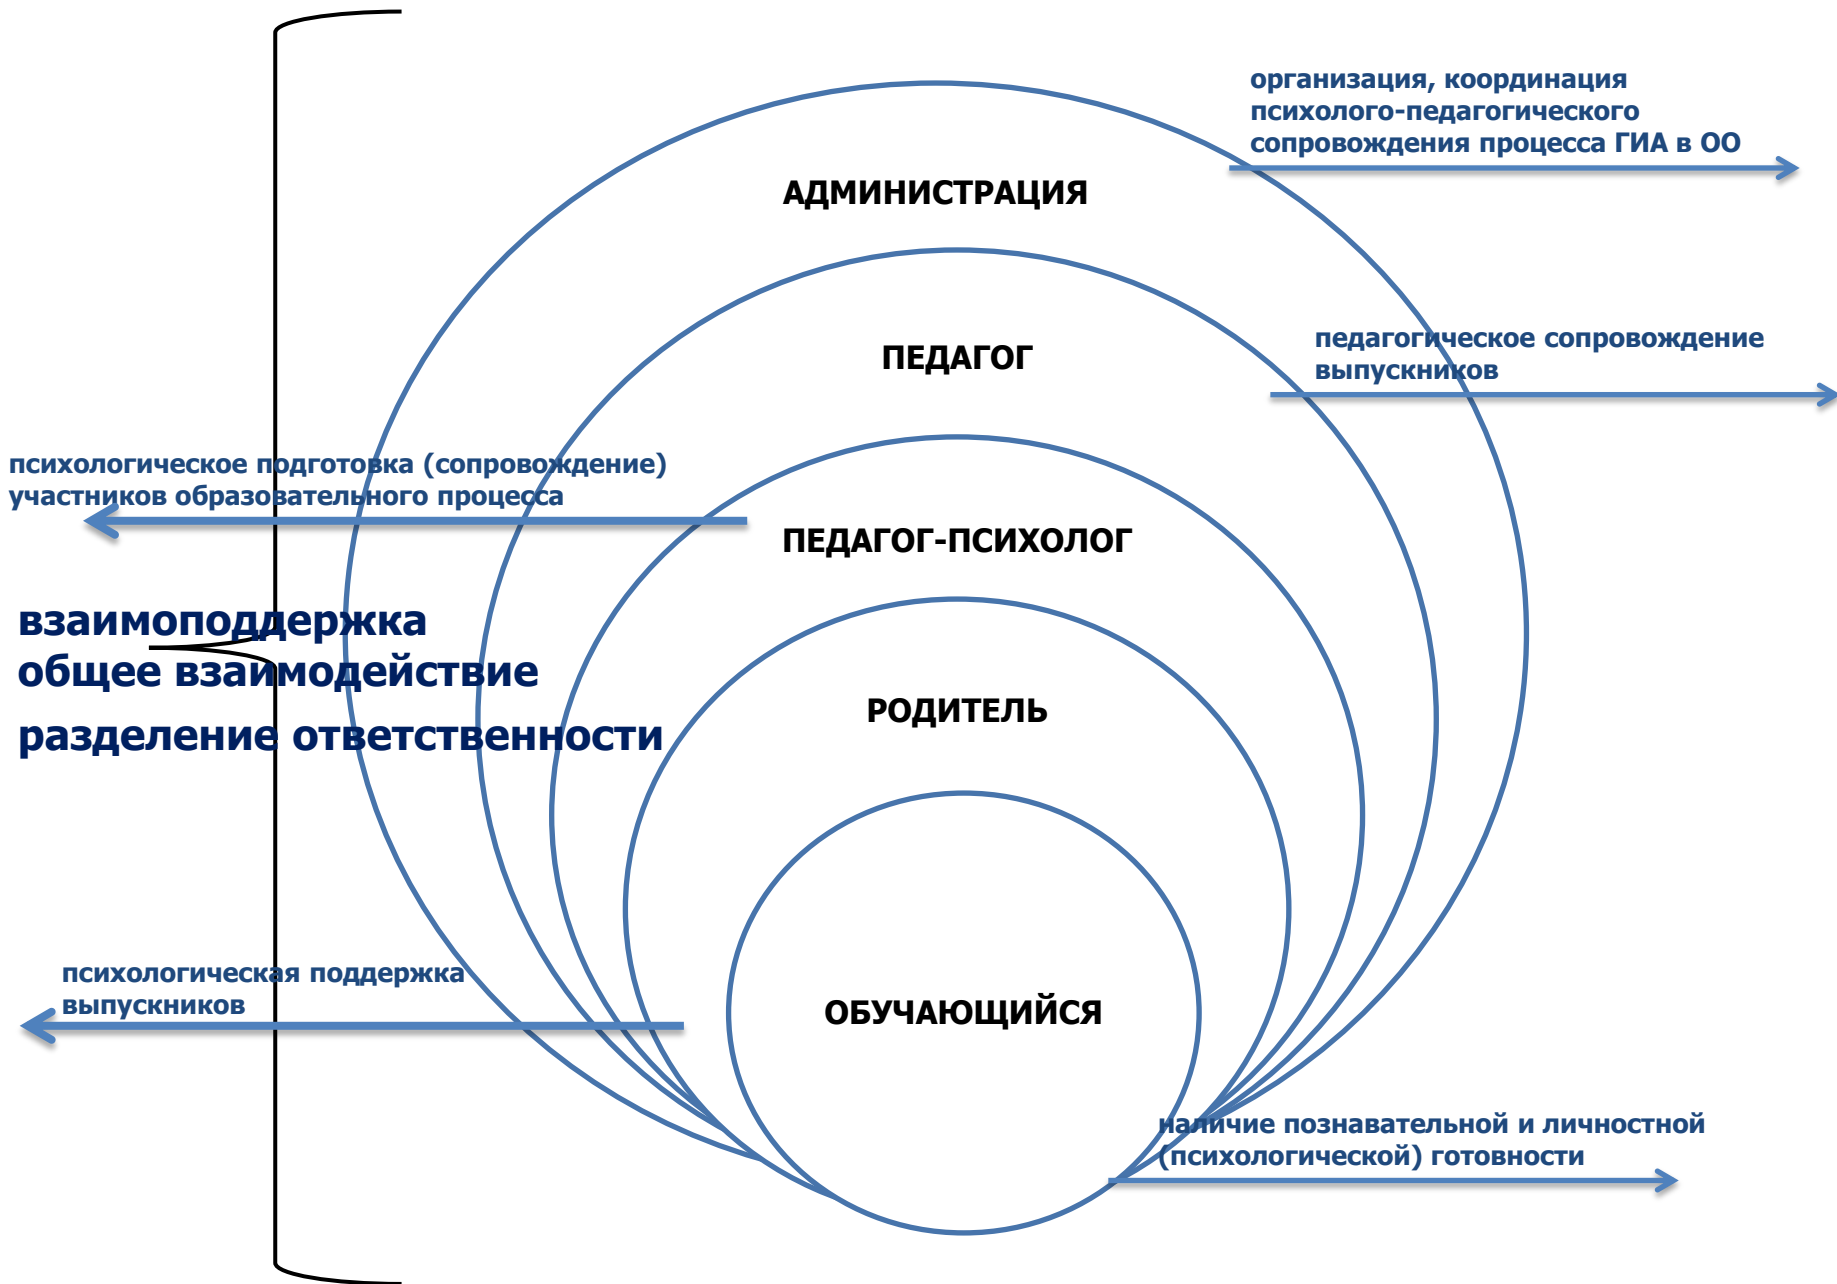 организация, координация
психолого-педагогического
сопровождения процесса ГИА в ОО
АДМИНИСТРАЦИЯ
педагогическое сопровождение
выпускников
ПЕДАГОГ
психологическое подготовка (сопровождение)
участников образовательного процесса
ПЕДАГОГ-ПСИХОЛОГ
взаимоподдержка
общее взаимодействие
разделение ответственности
РОДИТЕЛЬ
психологическая поддержка
выпускников
ОБУЧАЮЩИЙСЯ
наличие познавательной и личностной
(психологической) готовности